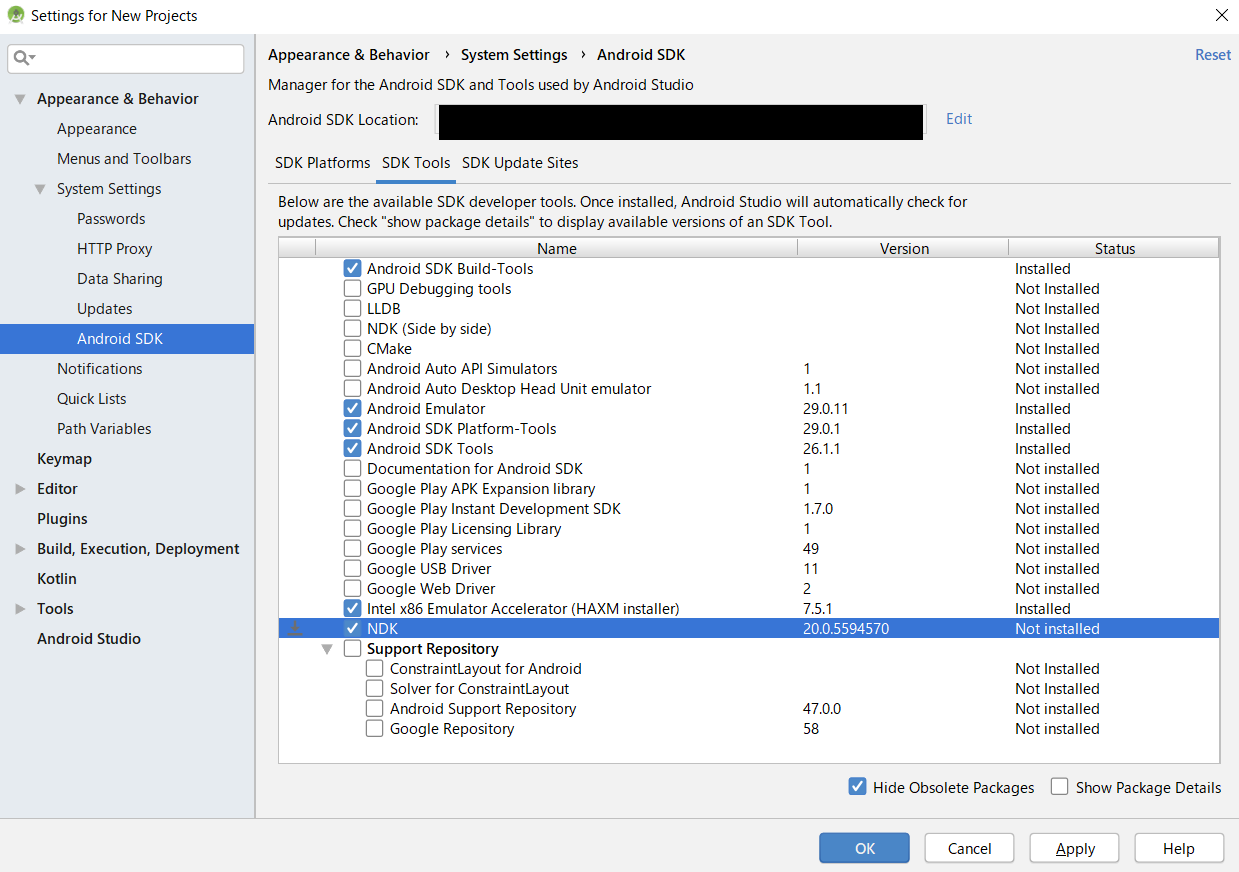 Settings for New Projects
Appearance & Behavior
Appearance
Menus and Toolbars
System Settings
Passwords
HTTP Proxy
Data Sharing
Updates
Android SDK
Notifications
Quick Lists
Path Variables
Keymap
Editor
Plugins
Build, Execution, Deployment
Kotlin
Tools
Android Studio
Appearance & Behavior › System Settings › Android SDK Reset
Manager for the Android SDK and Tools used by Android Studio
Android SDK Location: Edit
SDK Platforms SDK Tools SDK Update Sites
Below are the available SDK developer tools. Once installed, Android Studio will automatically check for
updates. Check "show package details" to display available versions of an SDK Tool.
Name Version Status
Android SDK Build-Tools Installed
GPU Debugging tools Not Installed
LLDB Not Installed
NDK (Side by side) Not Installed
CMake Not Installed
Android Auto API Simulators 1 Not installed
Android Auto Desktop Head Unit emulator 1.1 Not installed
Android Emulator 29.0.11 Installed
Android SDK Platform-Tools 29.0.1 Installed
Android SDK Tools 26.1.1 Installed
Documentation for Android SDK 1 Not installed
Google Play APK Expansion library 1 Not installed
Google Play Instant Development SDK 1.7.0 Not installed
Google Play Licensing Library 1 Not installed
Google Play services 49 Not installed
Google USB Driver 11 Not installed
Google Web Driver 2 Not installed
Intel x86 Emulator Accelerator (HAXM installer) 7.5.1 Installed
NDK 20.0.5594570 Not installed
Support Repository
ConstraintLayout for Android Not Installed
Solver for ConstraintLayout Not Installed
Android Support Repository 47.0.0 Not installed
Google Repository 58 Not installed
Hide Obsolete Packages Show Package Details
OK Cancel Apply Help